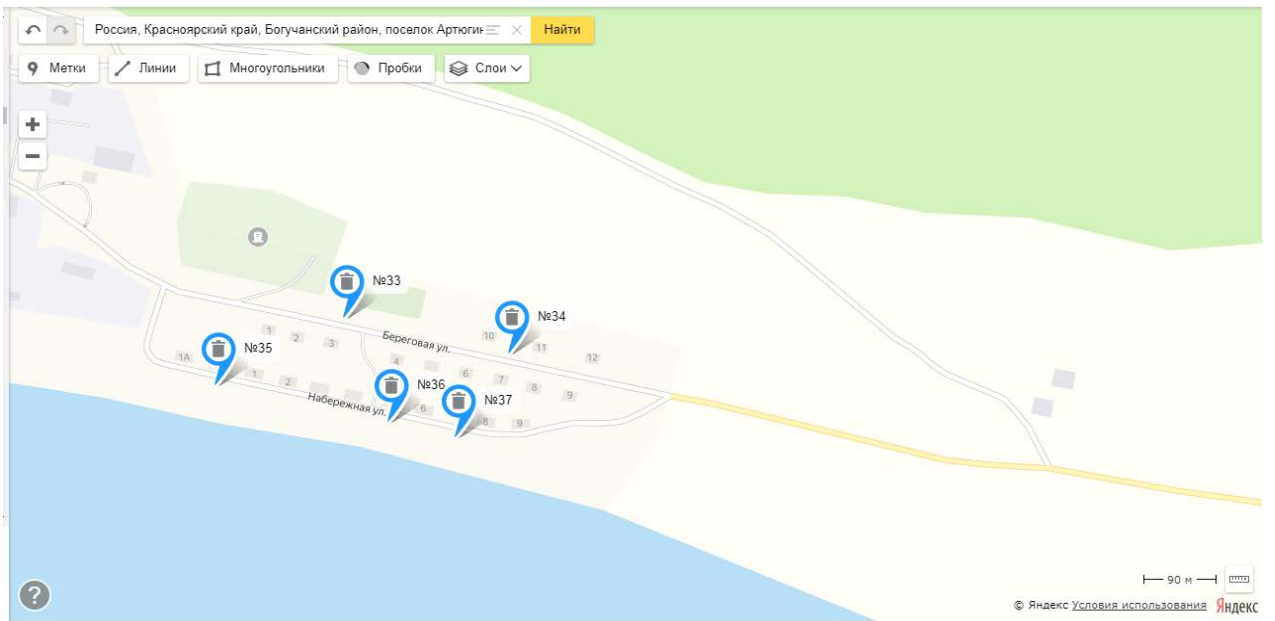 Россия, Красноярский край, Богучанский район, поселок Артюгин
Найти
Метки
Линии
Многоугольники
Пробки
Слои
№33
№34
10
Береговая ул.
11
12
1
2
3
№35
1А
4
6
7
8
9
1
2
№36
№37
Набережная ул.
6
8
9
90 м
?
© Яндекс Условия использования Яндекс